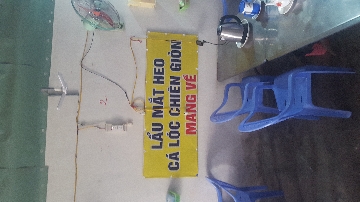 LẨU MẮT HEO
CÁ LÓC CHIÊN GIÒN
MANG VỀ